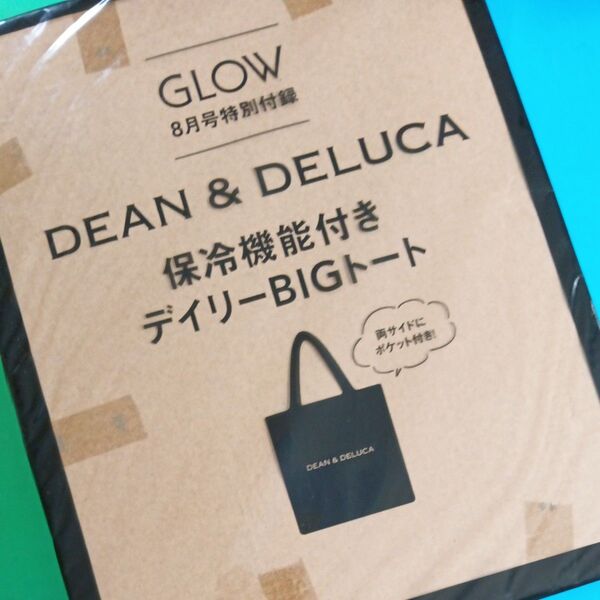 GLOW
8月号特別付録
DEAN & DELUCA
保冷機能付き
デイリーBIGトート
両サイドに
ポケット付き!
DEAN & DELUCA